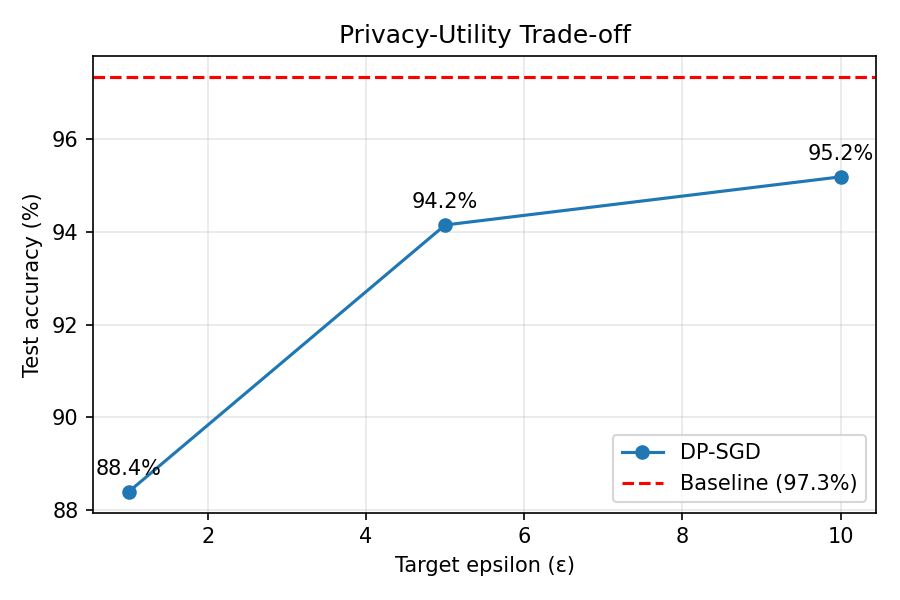 Privacy-Utility Trade-off
Test accuracy (%)
96
94
92
90
88
88.4%
94.2%
95.2%
DP-SGD
Baseline (97.3%)
2
4
6
8
10
Target epsilon (ε)